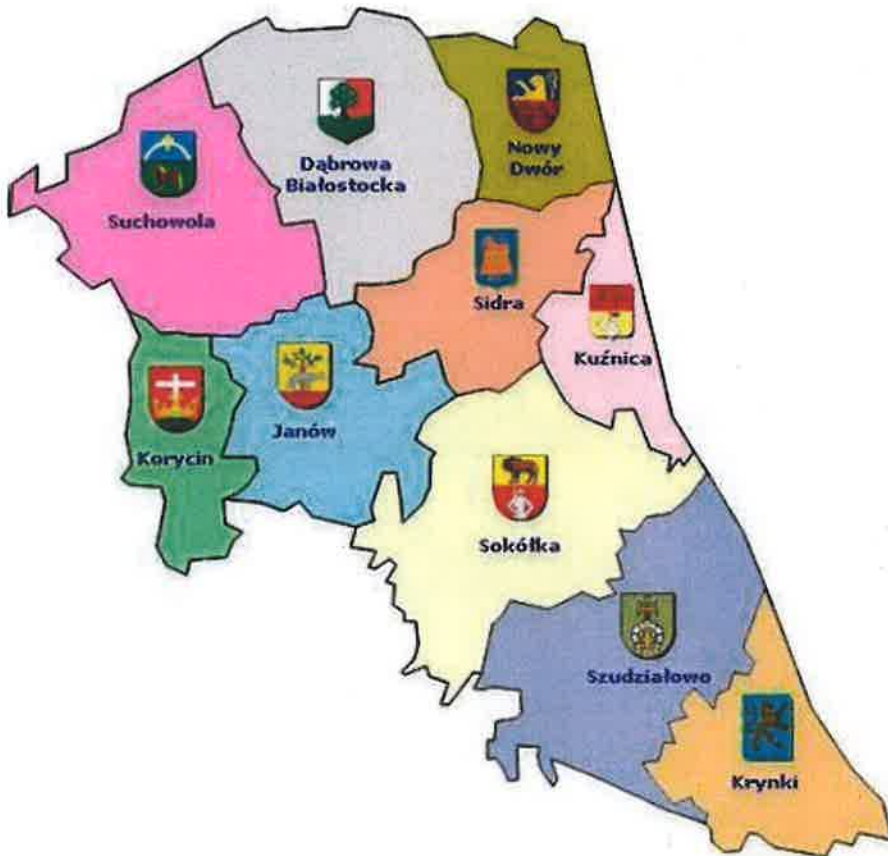 Dąbrowa
Białostocka
Nowy
Dwór
Suchowola
Sidra
Kuźnica
Janów
Korycin
Sokółka
Szudziałowo
Krynki